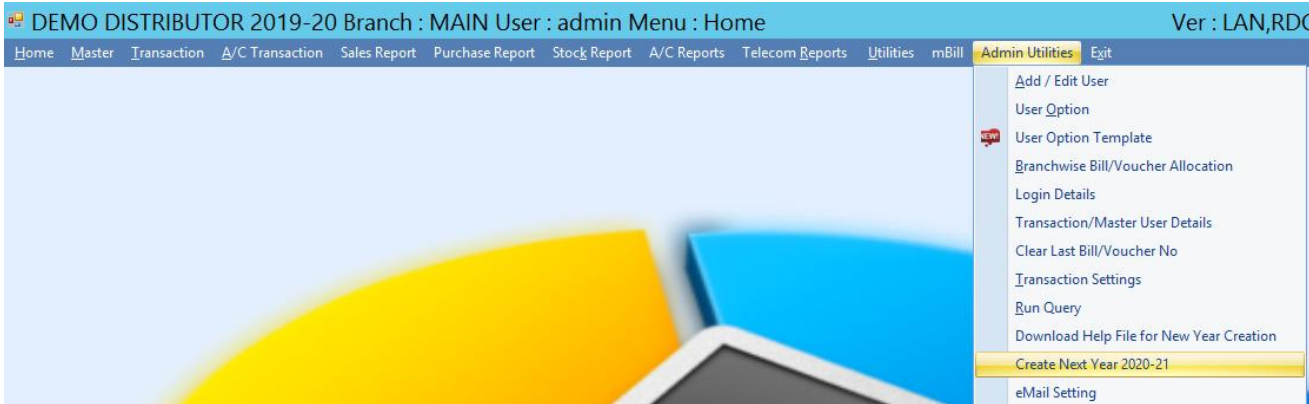 DEMO DISTRIBUTOR 2019-20 Branch : MAIN User : admin Menu : Home Ver : LAN,RDC
Home Master Transaction A/C Transaction Sales Report Purchase Report Stock Report A/C Reports Telecom Reports Utilities mBill Admin Utilities Exit
Add / Edit User
User Option
NEW! User Option Template
Branchwise Bill/Voucher Allocation
Login Details
Transaction/Master User Details
Clear Last Bill/Voucher No
Transaction Settings
Run Query
Download Help File for New Year Creation
Create Next Year 2020-21
eMail Setting